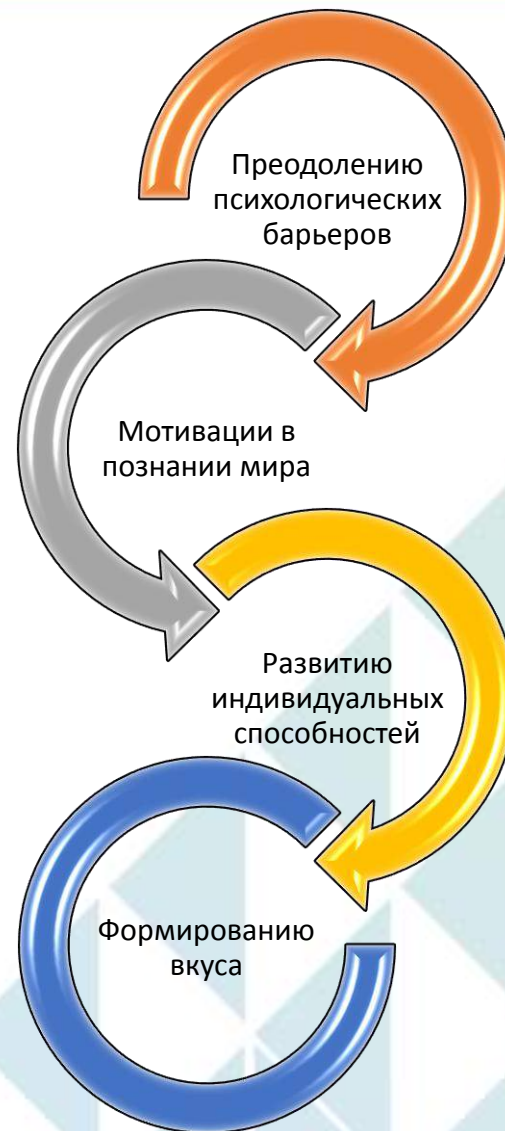 Преодолению
психологических
барьеров
Мотивации в
познании мира
Развитию
индивидуальных
способностей
Формированию
вкуса